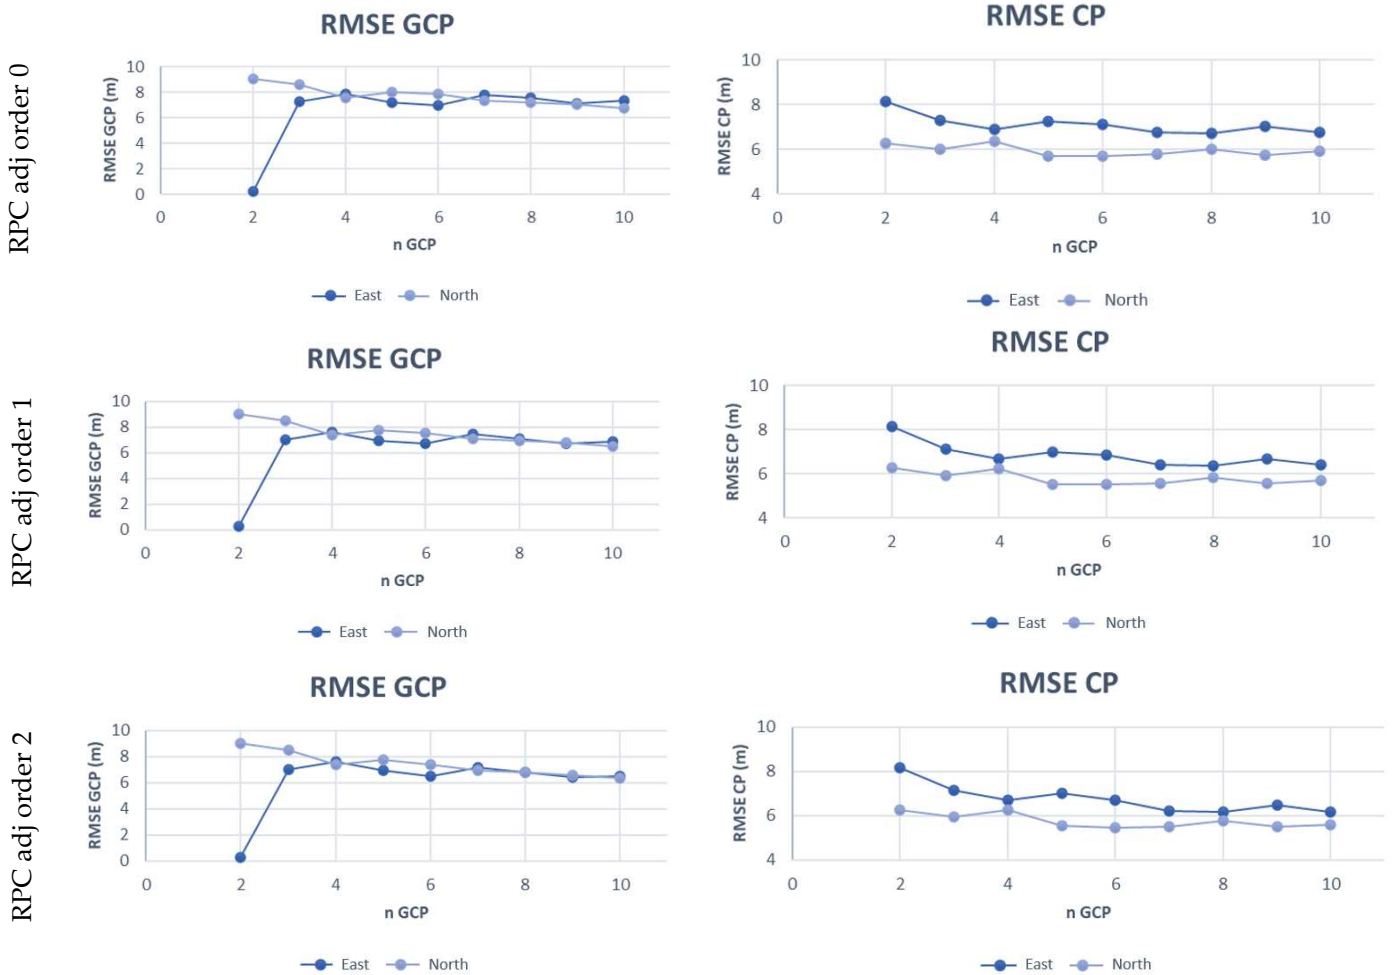 RPC adj order 0
RMSE GCP
RMSE GCP (m)
10
8
6
4
2
0
0 2 4 6 8 10
n GCP
East North
RMSE CP
RMSE CP (m)
10
8
6
4
0 2 4 6 8 10
n GCP
East North
RPC adj order 1
RMSE GCP
RMSE GCP (m)
10
8
6
4
2
0
0 2 4 6 8 10
n GCP
East North
RMSE CP
RMSE CP (m)
10
8
6
4
0 2 4 6 8 10
n GCP
East North
RPC adj order 2
RMSE GCP
RMSE GCP (m)
10
8
6
4
2
0
0 2 4 6 8 10
n GCP
East North
RMSE CP
RMSE CP (m)
10
8
6
4
0 2 4 6 8 10
n GCP
East North